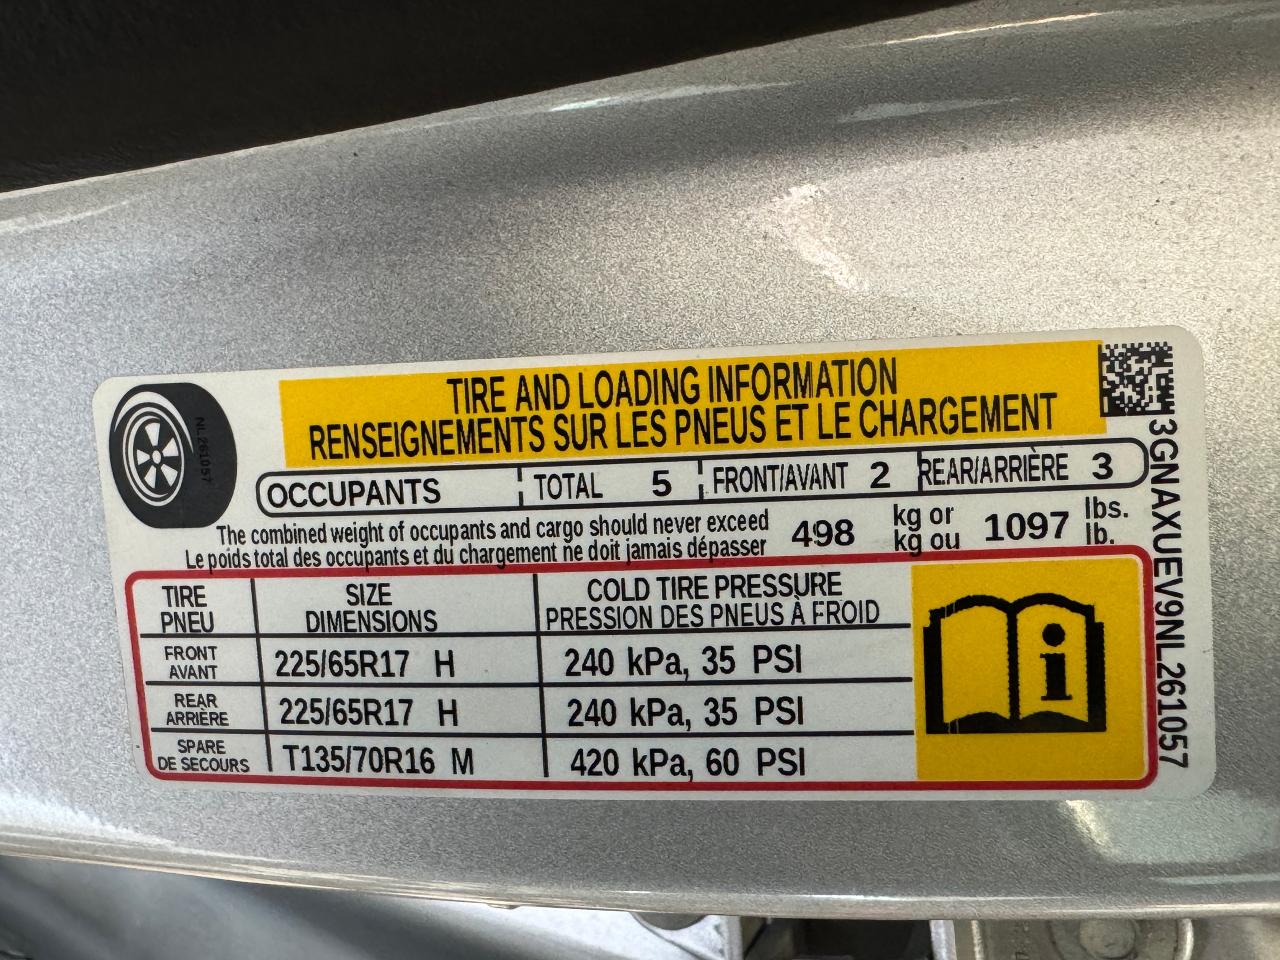 TIRE AND LOADING INFORMATION
RENSEIGNEMENTS SUR LES PNEUS ET LE CHARGEMENT
NL261057
OCCUPANTS TOTAL 5 FRONT/AVANT 2 REAR/ARRIÈRE 3
The combined weight of occupants and cargo should never exceed 498 kg or 1097 lbs.
Le poids total des occupants et du chargement ne doit jamais dépasser kg ou lb.
TIRE SIZE COLD TIRE PRESSURE
PNEU DIMENSIONS PRESSION DES PNEUS À FROID
FRONT
AVANT 225/65R17 H 240 kPa, 35 PSI
REAR
ARRIÈRE 225/65R17 H 240 kPa, 35 PSI
SPARE
DE SECOURS T135/70R16 M 420 kPa, 60 PSI
i
3GNAXUEV9NL261057